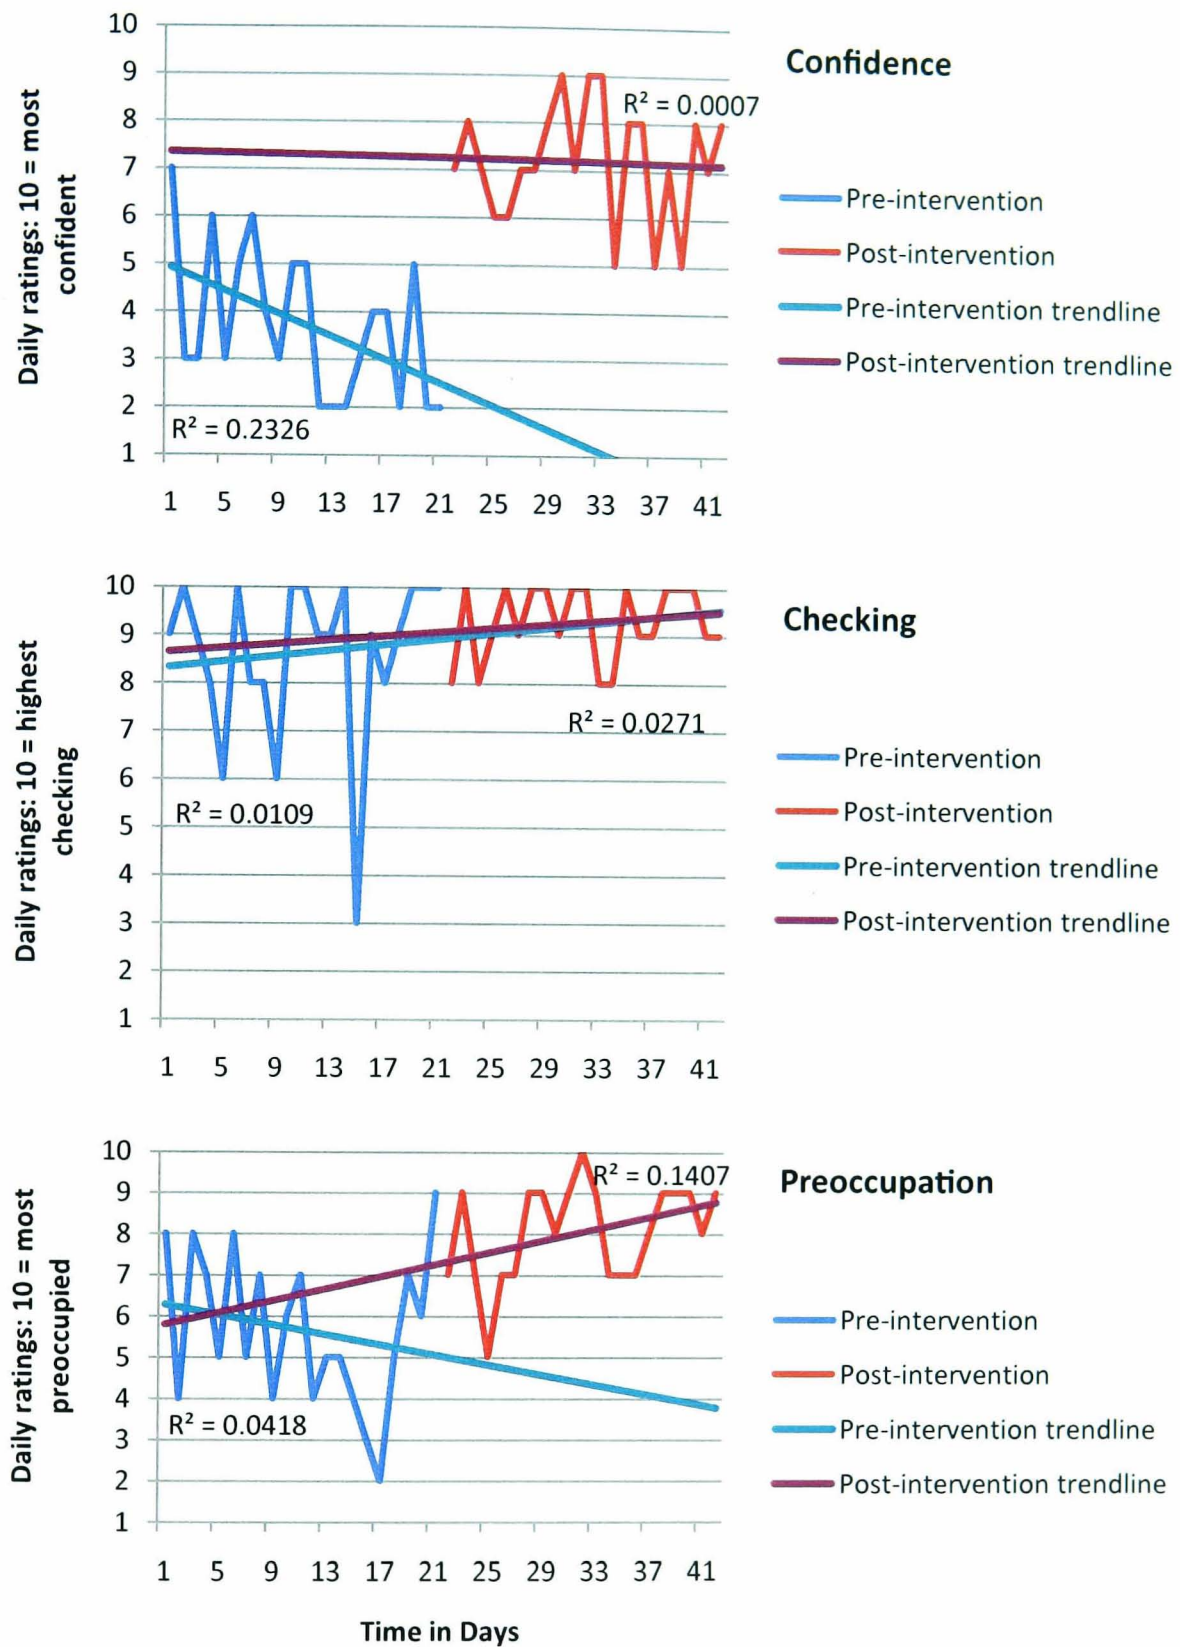 Confidence
Daily ratings: 10 = most
confident
10
9
8
7
6
5
4
3
2
1
R² = 0.0007
R² = 0.2326
1 5 9 13 17 21 25 29 33 37 41
Pre-intervention
Post-intervention
Pre-intervention trendline
Post-intervention trendline
Checking
Daily ratings: 10 = highest
checking
10
9
8
7
6
5
4
3
2
1
R² = 0.0271
R² = 0.0109
1 5 9 13 17 21 25 29 33 37 41
Pre-intervention
Post-intervention
Pre-intervention trendline
Post-intervention trendline
Preoccupation
Daily ratings: 10 = most
preoccupied
10
9
8
7
6
5
4
3
2
1
R² = 0.1407
R² = 0.0418
1 5 9 13 17 21 25 29 33 37 41
Time in Days
Pre-intervention
Post-intervention
Pre-intervention trendline
Post-intervention trendline